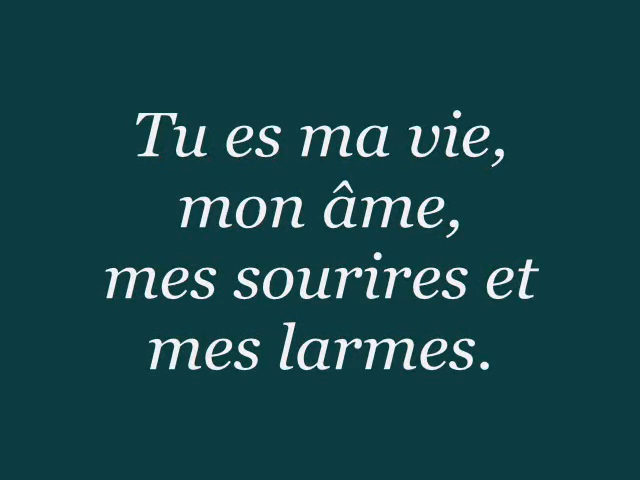 Tu es ma vie,
mon âme,
mes sourires et
mes larmes.